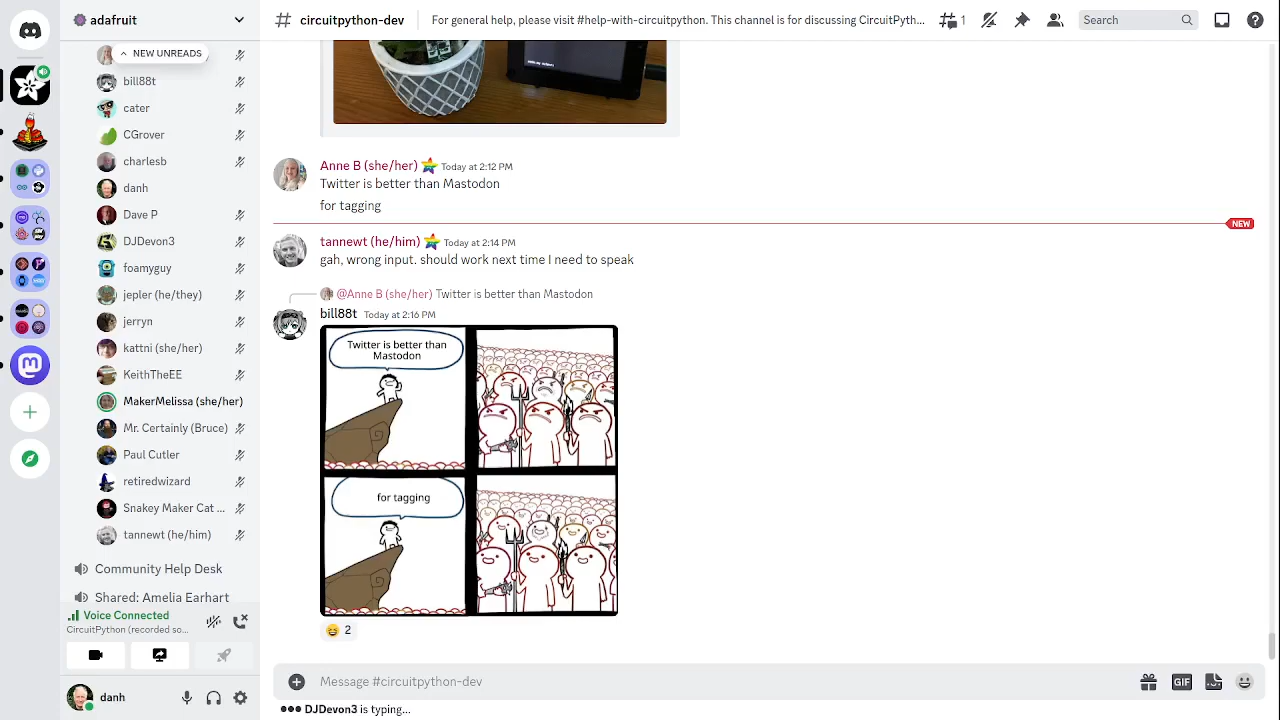 adafruit
NEW UNREADS
bill88t
cater
CGrover
charlesb
danh
Dave P
DJDevon3
foamyguy
jepler (he/they)
jerryn
kattni (she/her)
KeithTheEE
MakerMelissa (she/her)
Mr. Certainly (Bruce)
Paul Cutler
retiredwizard
Snakey Maker Cat ...
tannewt (he/him)
Community Help Desk
Shared: Amelia Earhart
Voice Connected
CircuitPython (recorded so...
danh
# circuitpython-dev
For general help, please visit #help-with-circuitpython. This channel is for discussing CircuitPyth...
1
Search
Anne B (she/her) Today at 2:12 PM
Twitter is better than Mastodon
for tagging
NEW
tannewt (he/him) Today at 2:14 PM
gah, wrong input. should work next time I need to speak
@Anne B (she/her) Twitter is better than Mastodon
bill88t Today at 2:16 PM
Twitter is better than
Mastodon
for tagging
2
Message #circuitpython-dev
GIF
DJDevon3 is typing...